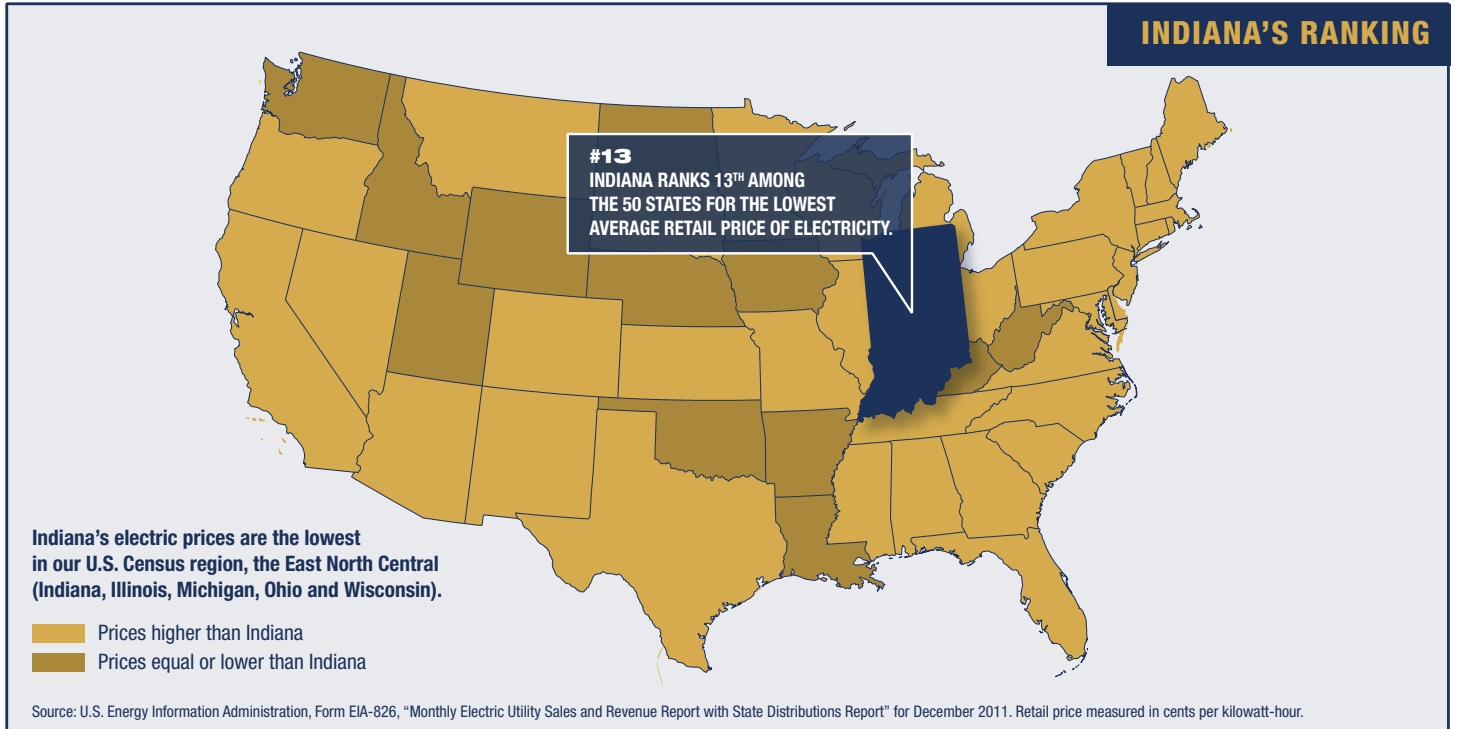 INDIANA’S RANKING
#13
INDIANA RANKS 13TH AMONG
THE 50 STATES FOR THE LOWEST
AVERAGE RETAIL PRICE OF ELECTRICITY.
Indiana’s electric prices are the lowest
in our U.S. Census region, the East North Central
(Indiana, Illinois, Michigan, Ohio and Wisconsin).
Prices higher than Indiana
Prices equal or lower than Indiana
Source: U.S. Energy Information Administration, Form EIA-826, “Monthly Electric Utility Sales and Revenue Report with State Distributions Report” for December 2011. Retail price measured in cents per kilowatt-hour.